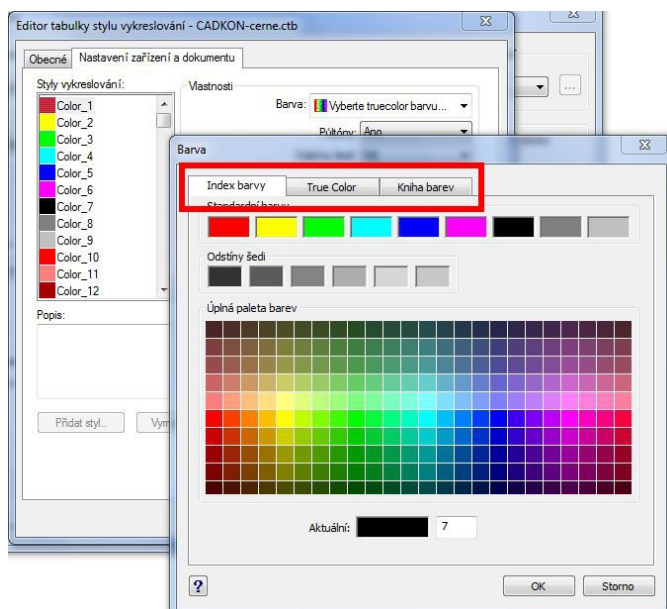 Editor tabulky stylu vykreslování - CADKON-cerne.ctb
Obecné
Nastavení zařízení a dokumentu
Styly vykreslování:
Color_1
Color_2
Color_3
Color_4
Color_5
Color_6
Color_7
Color_8
Color_9
Color_10
Color_11
Color_12
Popis:
Přidat styl...
Vlastnosti
Barva:
Vyberte truecolor barvu...
Půltóny: Ano
Barva
Index barvy
True Color
Kniha barev
Standardní barvy
Odstíny šedi
Úplná paleta barev
Aktuální:
7
?
OK
Storno